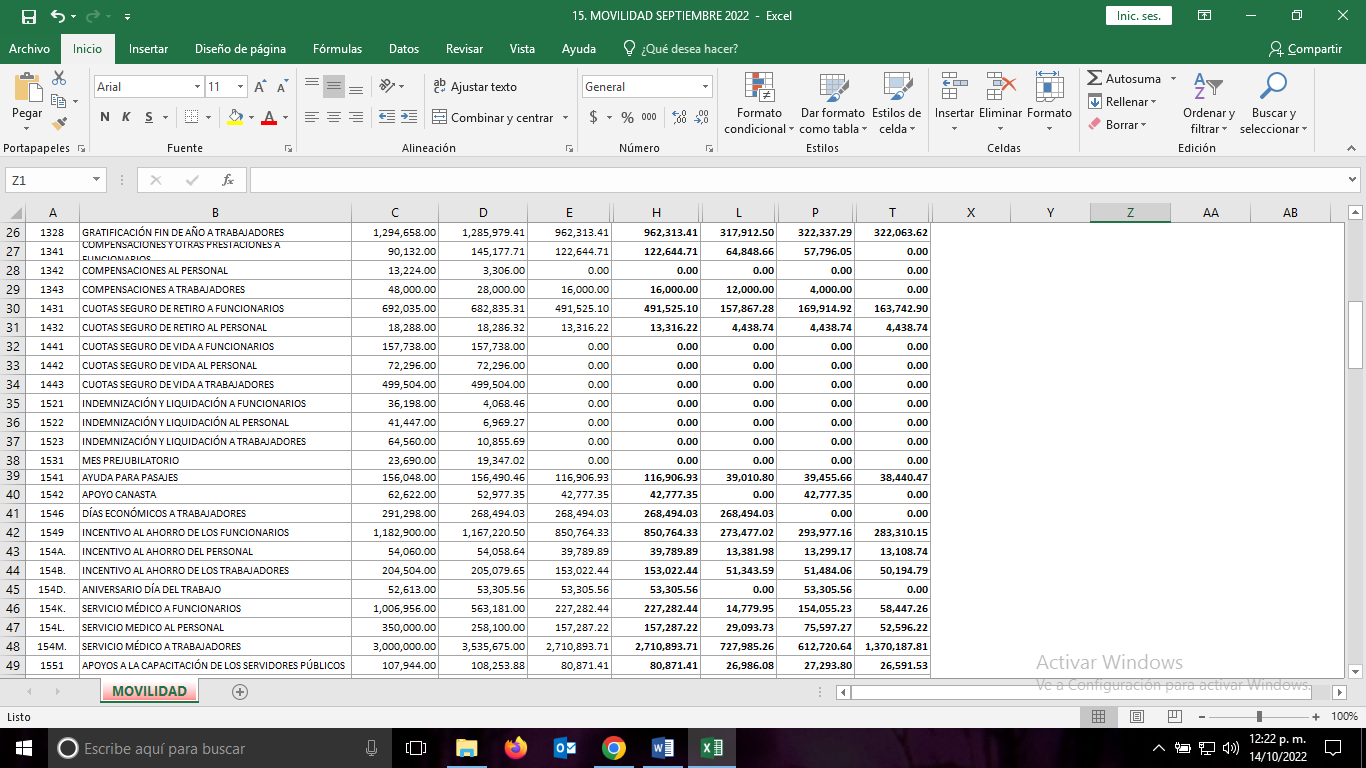 15. MOVILIDAD SEPTIEMBRE 2022 - Excel
Inic. ses.
Archivo Inicio Insertar Diseño de página Fórmulas Datos Revisar Vista Ayuda ¿Qué desea hacer? Compartir
Pegar
Arial 11
N K S
Ajustar texto
Combinar y centrar
General
$ % 000
Formato condicional
Dar formato como tabla
Estilos de celda
Insertar Eliminar Formato
Autosuma
Rellenar
Borrar
Ordenar y filtrar
Buscar y seleccionar
Portapapeles Fuente Alineación Número Estilos Celdas Edición
Z1 fx
A B C D E H L P T X Y Z AA AB
26 1328 GRATIFICACIÓN FIN DE AÑO A TRABAJADORES 1,294,658.00 1,285,979.41 962,313.41 962,313.41 317,912.50 322,337.29 322,063.62
27 1341 COMPENSACIONES Y OTRAS PRESTACIONES A FUNCIONARIOS 90,132.00 145,177.71 122,644.71 122,644.71 64,848.66 57,796.05 0.00
28 1342 COMPENSACIONES AL PERSONAL 13,224.00 3,306.00 0.00 0.00 0.00 0.00 0.00
29 1343 COMPENSACIONES A TRABAJADORES 48,000.00 28,000.00 16,000.00 16,000.00 12,000.00 4,000.00 0.00
30 1431 CUOTAS SEGURO DE RETIRO A FUNCIONARIOS 692,035.00 682,835.31 491,525.10 491,525.10 157,867.28 169,914.92 163,742.90
31 1432 CUOTAS SEGURO DE RETIRO AL PERSONAL 18,288.00 18,286.32 13,316.22 13,316.22 4,438.74 4,438.74 4,438.74
32 1441 CUOTAS SEGURO DE VIDA A FUNCIONARIOS 157,738.00 157,738.00 0.00 0.00 0.00 0.00 0.00
33 1442 CUOTAS SEGURO DE VIDA AL PERSONAL 72,296.00 72,296.00 0.00 0.00 0.00 0.00 0.00
34 1443 CUOTAS SEGURO DE VIDA A TRABAJADORES 499,504.00 499,504.00 0.00 0.00 0.00 0.00 0.00
35 1521 INDEMNIZACIÓN Y LIQUIDACIÓN A FUNCIONARIOS 36,198.00 4,068.46 0.00 0.00 0.00 0.00 0.00
36 1522 INDEMNIZACIÓN Y LIQUIDACIÓN AL PERSONAL 41,447.00 6,969.27 0.00 0.00 0.00 0.00 0.00
37 1523 INDEMNIZACIÓN Y LIQUIDACIÓN A TRABAJADORES 64,560.00 10,855.69 0.00 0.00 0.00 0.00 0.00
38 1531 MES PREJUBILATORIO 23,690.00 19,347.02 0.00 0.00 0.00 0.00 0.00
39 1541 AYUDA PARA PASAJES 156,048.00 156,490.46 116,906.93 116,906.93 39,010.80 39,455.66 38,440.47
40 1542 APOYO CANASTA 62,622.00 52,977.35 42,777.35 42,777.35 0.00 42,777.35 0.00
41 1546 DÍAS ECONÓMICOS A TRABAJADORES 291,298.00 268,494.03 268,494.03 268,494.03 268,494.03 0.00 0.00
42 1549 INCENTIVO AL AHORRO DE LOS FUNCIONARIOS 1,182,900.00 1,167,220.50 850,764.33 850,764.33 273,477.02 293,977.16 283,310.15
43 154A. INCENTIVO AL AHORRO DEL PERSONAL 54,060.00 54,058.64 39,789.89 39,789.89 13,381.98 13,299.17 13,108.74
44 154B. INCENTIVO AL AHORRO DE LOS TRABAJADORES 204,504.00 205,079.65 153,022.44 153,022.44 51,343.59 51,484.06 50,194.79
45 154D. ANIVERSARIO DÍA DEL TRABAJO 52,613.00 53,305.56 53,305.56 53,305.56 0.00 53,305.56 0.00
46 154K. SERVICIO MÉDICO A FUNCIONARIOS 1,006,956.00 563,181.00 227,282.44 227,282.44 14,779.95 154,055.23 58,447.26
47 154L. SERVICIO MEDICO AL PERSONAL 350,000.00 258,100.00 157,287.22 157,287.22 29,093.73 75,597.27 52,596.22
48 154M. SERVICIO MÉDICO A TRABAJADORES 3,000,000.00 3,535,675.00 2,710,893.71 2,710,893.71 727,985.26 612,720.64 1,370,187.81
49 1551 APOYOS A LA CAPACITACIÓN DE LOS SERVIDORES PÚBLICOS 107,944.00 108,253.88 80,871.41 80,871.41 26,986.08 27,293.80 26,591.53
Activar Windows
Ve a Configuración para activar Windows.
MOVILIDAD
Listo 100%
Escribe aquí para buscar
12:22 p. m.
14/10/2022